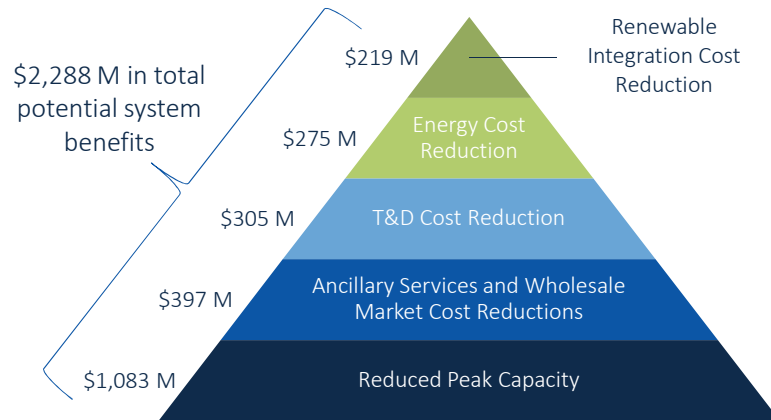 $2,288 M in total
potential system
benefits
$219 M
Renewable
Integration Cost
Reduction
$275 M
Energy Cost
Reduction
$305 M
T&D Cost Reduction
$397 M
Ancillary Services and Wholesale
Market Cost Reductions
$1,083 M
Reduced Peak Capacity